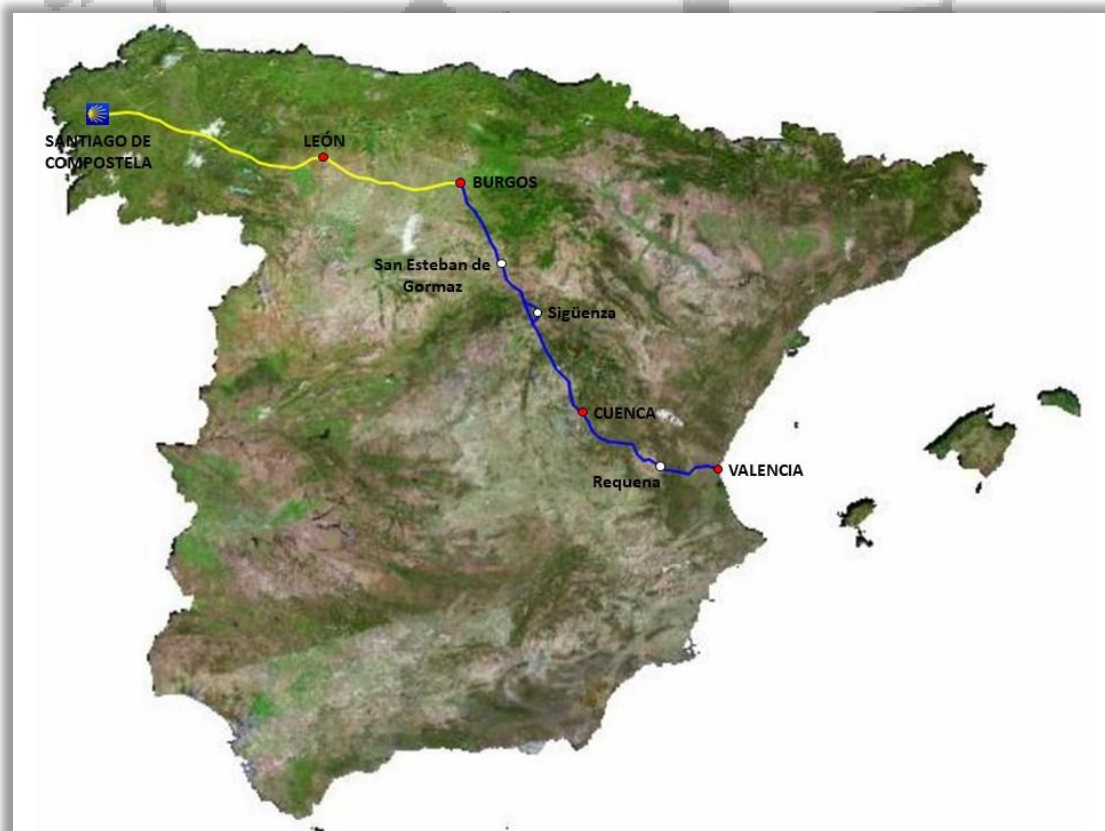 SANTIAGO DE
COMPOSTELA
LEÓN
BURGOS
San Esteban de
Gormaz
Sigüenza
CUENCA
Requena
VALENCIA